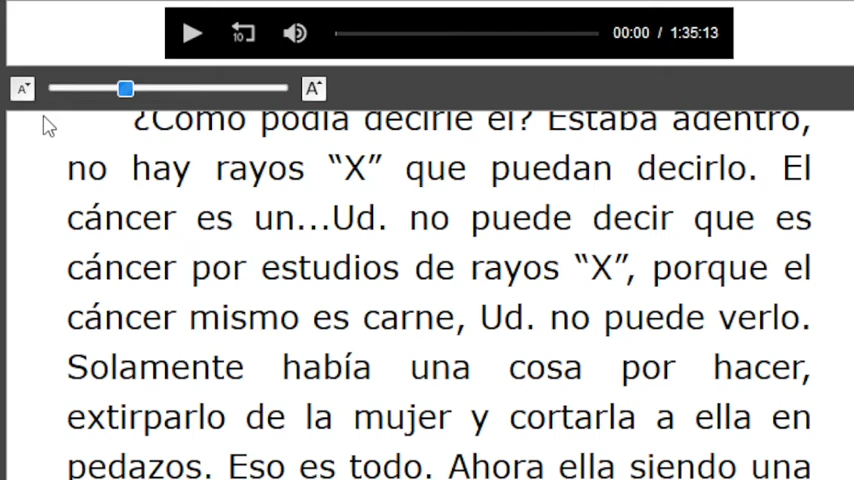 10
00:00 / 1:35:13
A
A
¿Cómo podía decirle él? Estaba adentro,
no hay rayos “X” que puedan decirlo. El
cáncer es un...Ud. no puede decir que es
cáncer por estudios de rayos “X”, porque el
cáncer mismo es carne, Ud. no puede verlo.
Solamente había una cosa por hacer,
extirparlo de la mujer y cortarla a ella en
pedazos. Eso es todo. Ahora ella siendo una